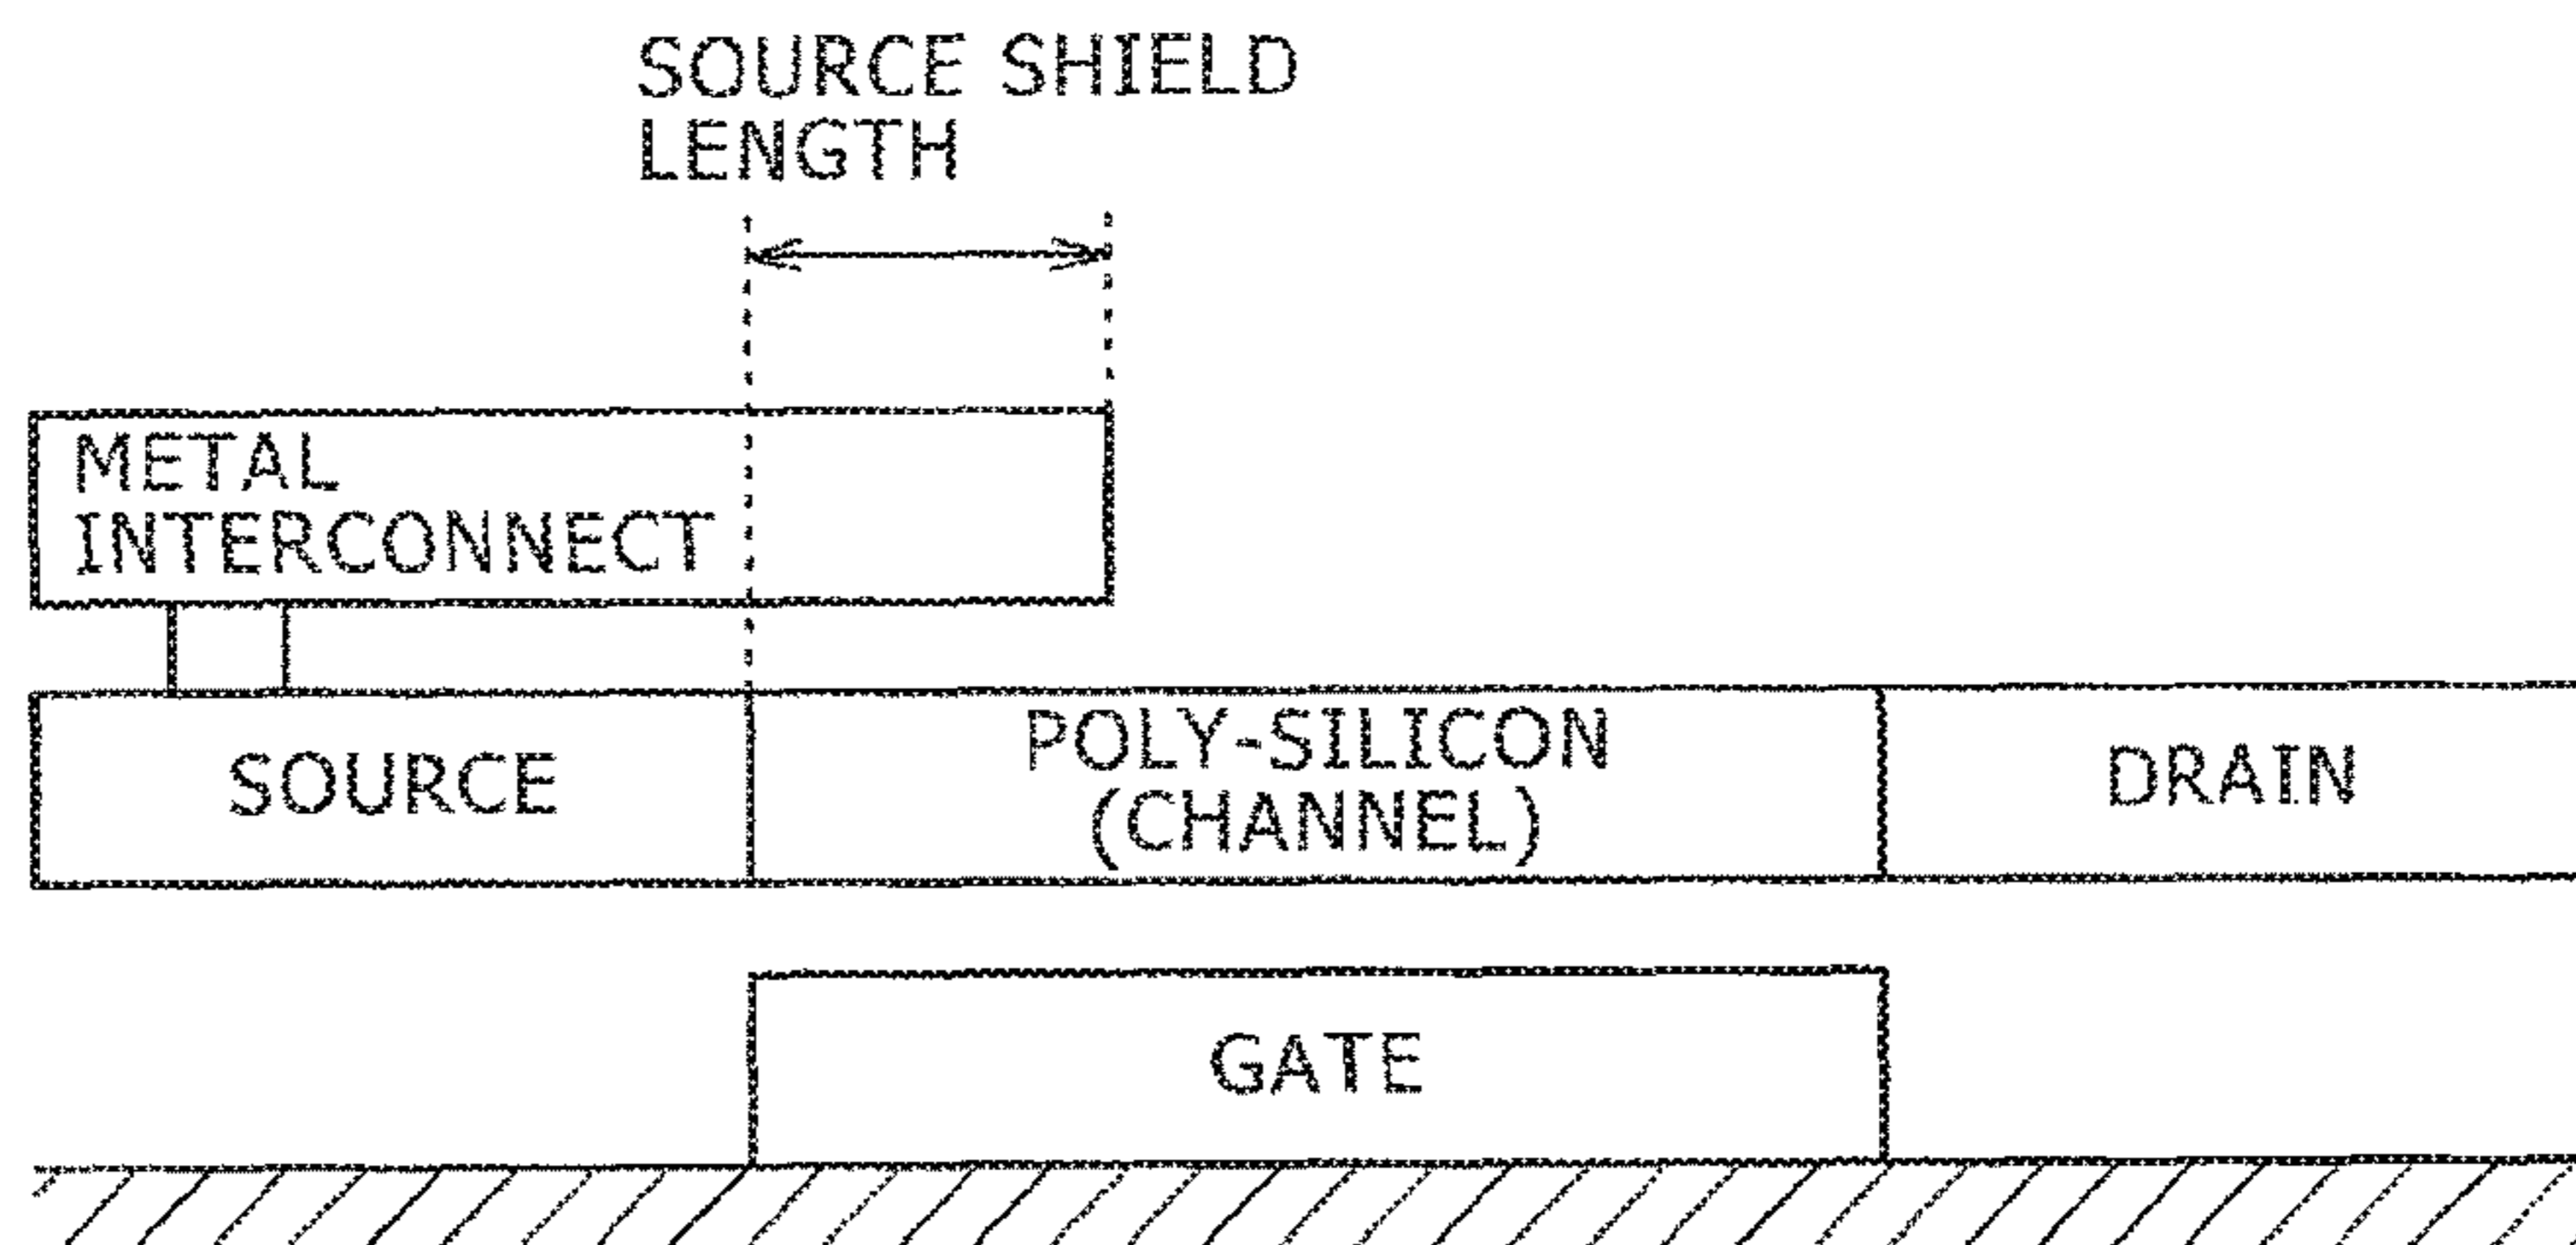 SOURCE SHIELD
LENGTH
METAL
INTERCONNECT
SOURCE
POLY-SILICON
(CHANNEL)
DRAIN
GATE